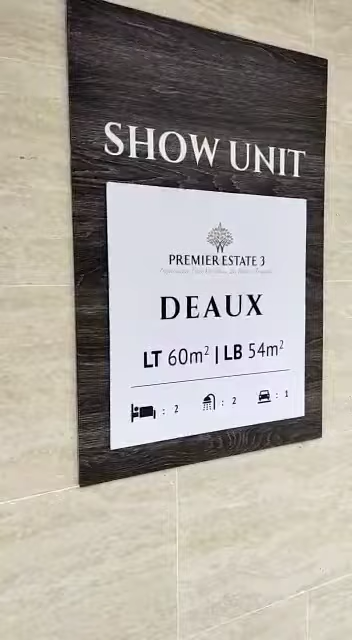 SHOW UNIT
PREMIER ESTATE 3
DEAUX
LT 60m² | LB 54m²
: 2 : 2 : 1